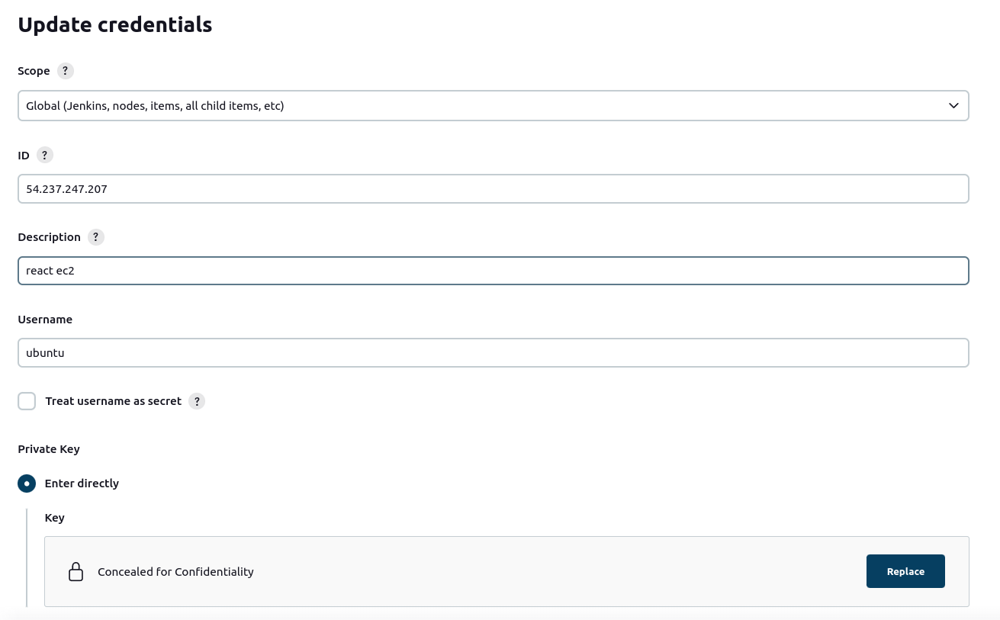 Update credentials
Scope ?
Global (Jenkins, nodes, items, all child items, etc)
ID ?
54.237.247.207
Description ?
react ec2
Username
ubuntu
Treat username as secret ?
Private Key
Enter directly
Key
Concealed for Confidentiality
Replace